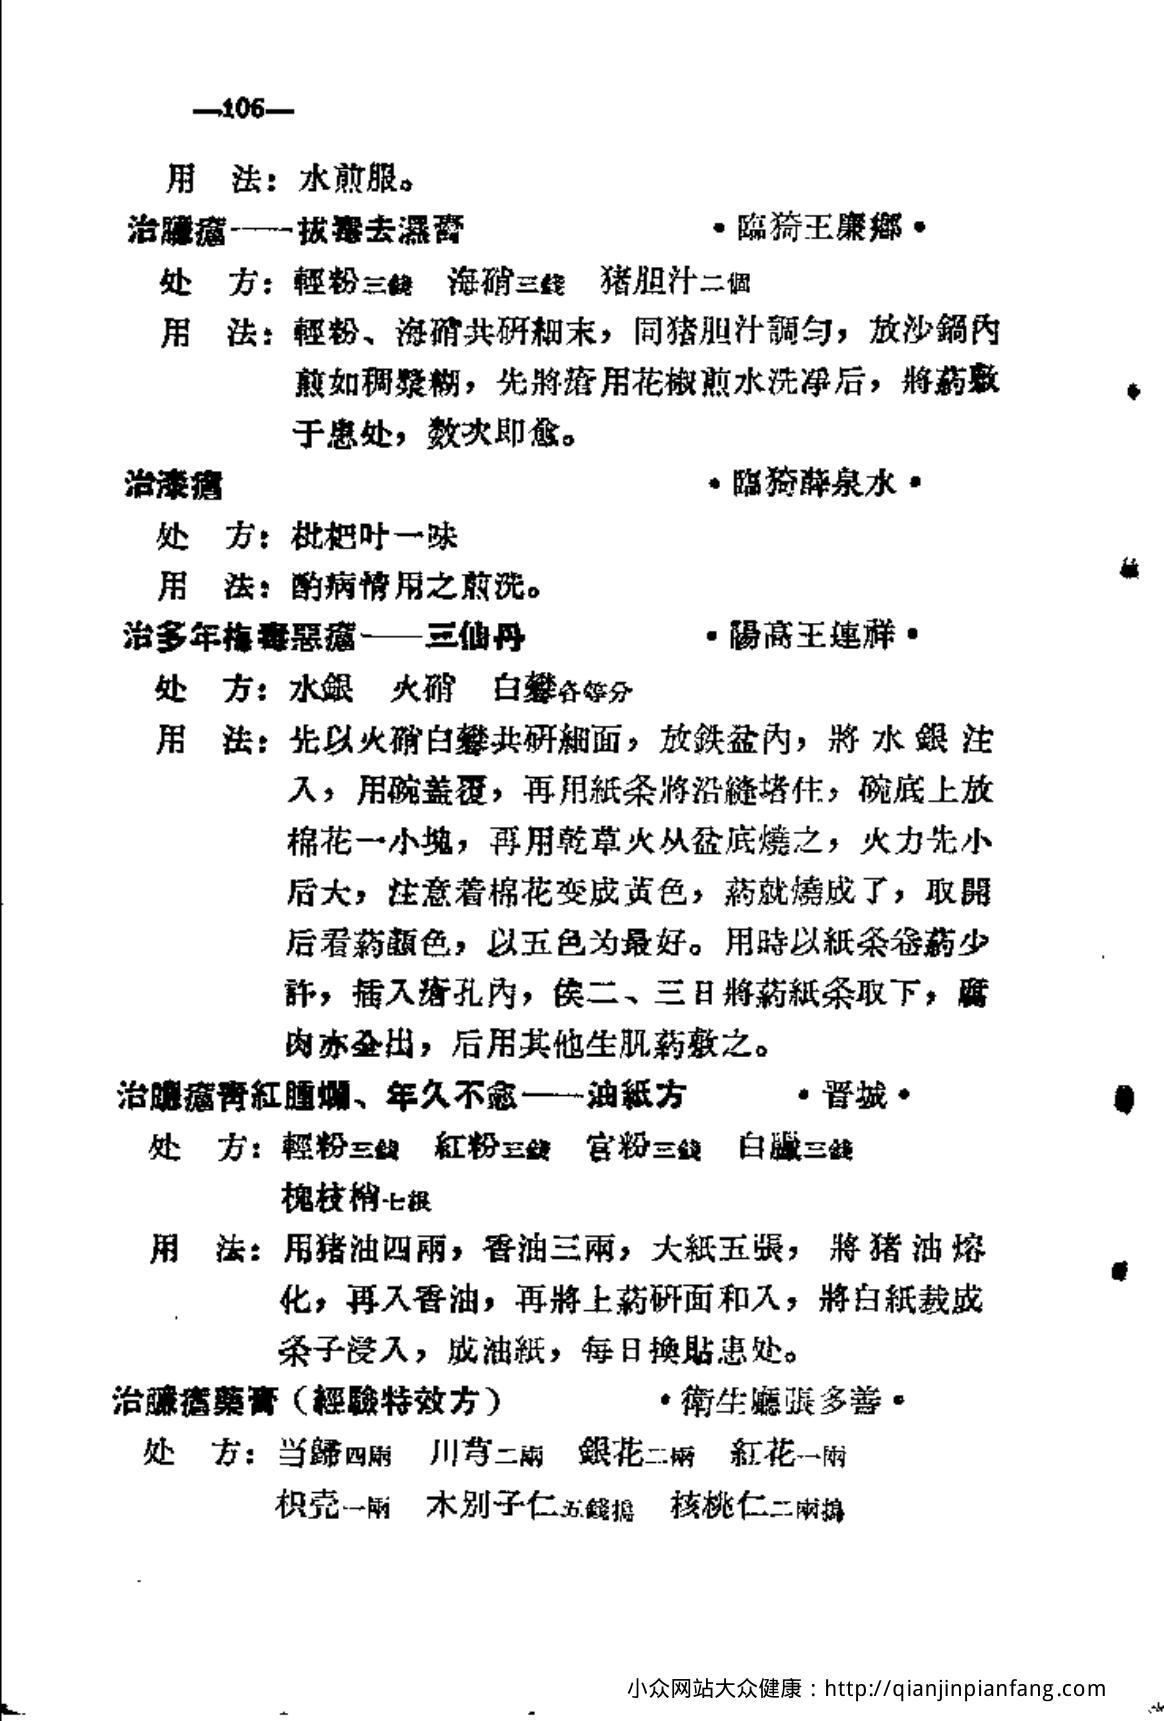 —106—
用　法：水煎服。
治臁瘡——拔毒去濕膏　•臨猗王廉鄉•
处　方：輕粉三錢　海硝三錢　猪胆汁二個
用　法：輕粉、海硝共研細末，同猪胆汁調匀，放沙鍋內
煎如稠漿糊，先將瘡用花椒煎水洗净后，將葯敷
于患处，数次即愈。
治漆瘡　•臨猗薛泉水•
处　方：枇杷叶一味
用　法：酌病情用之煎洗。
治多年梅毒惡瘡——三仙丹　•陽高王連祥•
处　方：水銀　火硝　白礬各等分
用　法：先以火硝白礬共研細面，放鉄盆內，將水銀注
入，用碗盖覆，再用紙条將沿縫堵住，碗底上放
棉花一小塊，再用乾草火从盆底燒之，火力先小
后大，注意着棉花变成黃色，葯就燒成了，取開
后看葯顏色，以五色为最好。用時以紙条卷葯少
許，插入瘡孔內，俟二、三日將葯紙条取下，腐
肉亦全出，后用其他生肌葯敷之。
治臁瘡靑紅腫爛、年久不愈——油紙方　•晋城•
处　方：輕粉三錢　紅粉三錢　官粉三錢　白臘三錢
槐枝梢七根
用　法：用猪油四兩，香油三兩，大紙五張，將猪油熔
化，再入香油，再將上葯研面和入，將白紙裁成
条子浸入，成油紙，每日換貼患处。
治臁瘡藥膏（經驗特效方）　•衛生廳張多善•
处　方：当歸四兩　川芎二兩　銀花二兩　紅花一兩
枳壳一兩　木別子仁五錢搗　核桃仁二兩搗
小众网站大众健康：http://qianjinpianfang.com